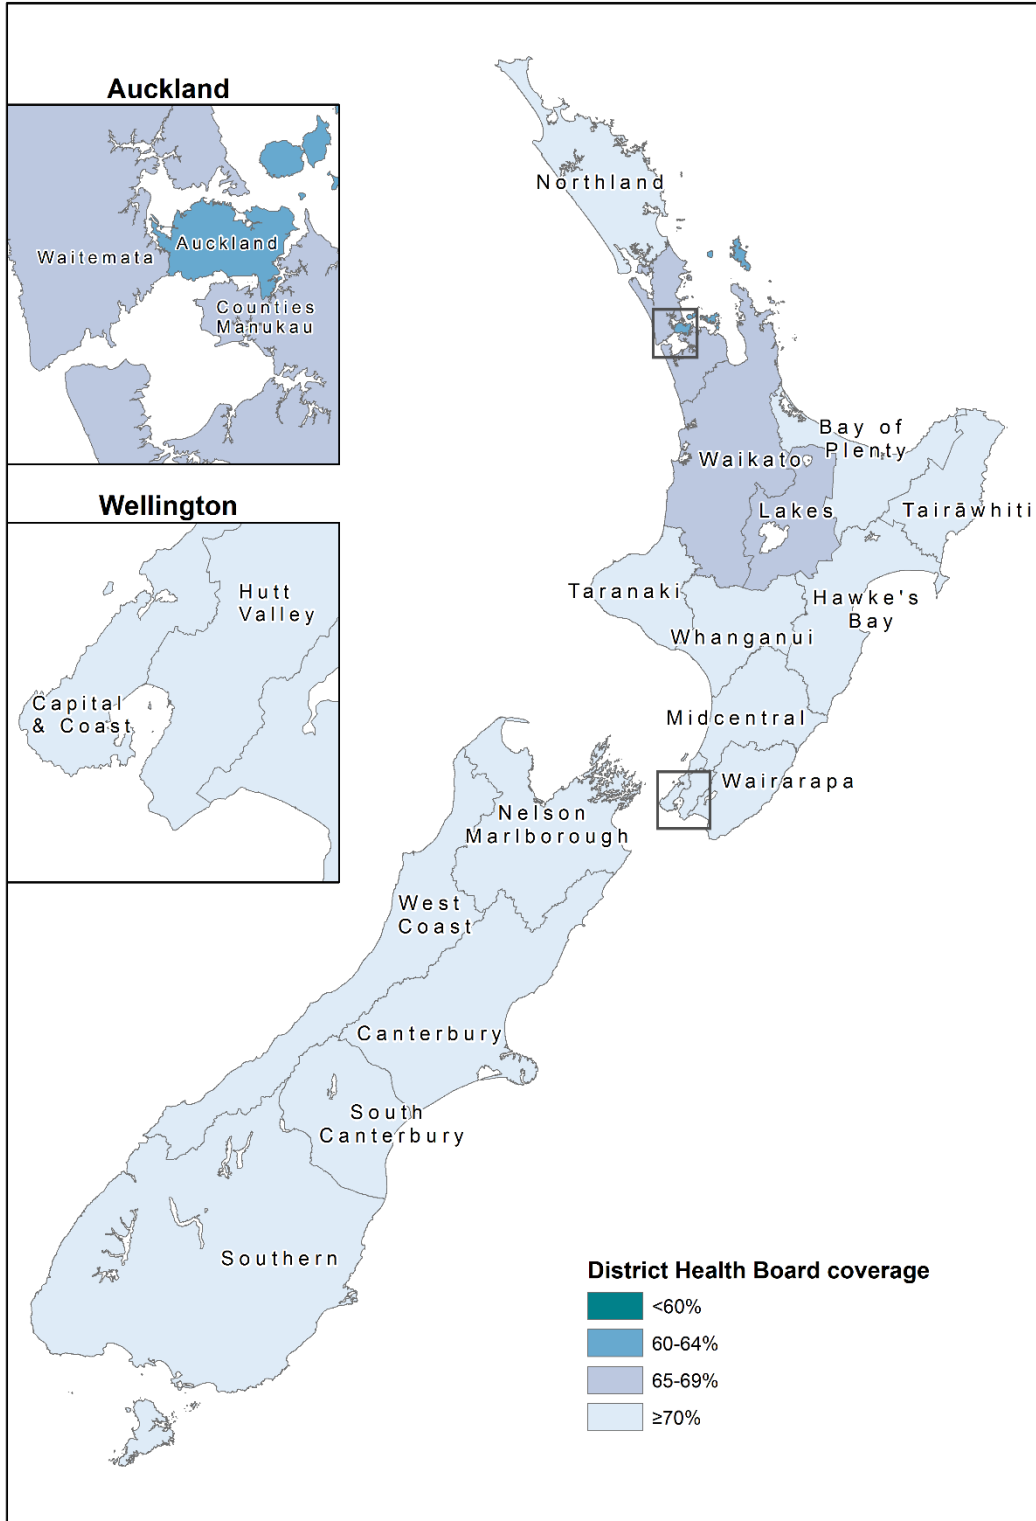 Auckland
Waitemata
Auckland
Counties
Manukau
Wellington
Hutt
Valley
Capital
& Coast
Northland
Bay of
Plenty
Waikato
Lakes
Tairāwhiti
Taranaki
Hawke's
Bay
Whanganui
Midcentral
Wairarapa
Nelson
Marlborough
West
Coast
Canterbury
South
Canterbury
Southern
District Health Board coverage
<60%
60-64%
65-69%
≥70%